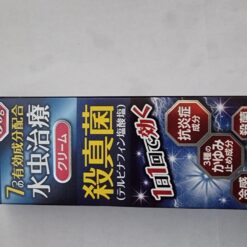 7つの有効成分配合
水虫治療
クリーム
殺真菌
(テルビナフィン塩酸塩)
1日1回で効く
抗炎症
成分
3種の
かゆみ
止め成分
殺菌
冷感